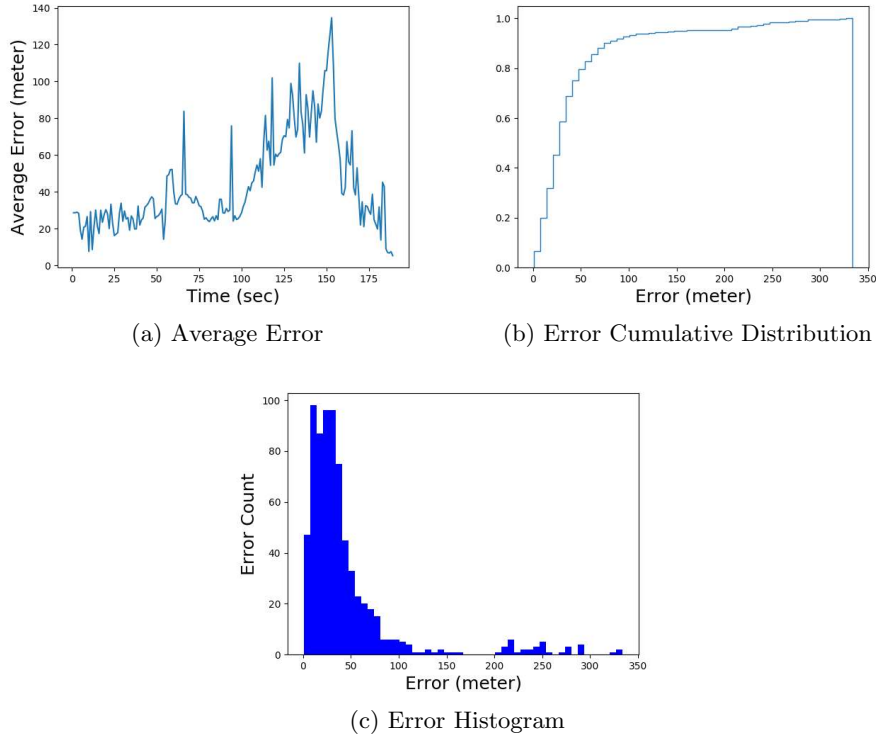 140
120
100
80
60
40
20
0
Average Error (meter)
0 25 50 75 100 125 150 175
Time (sec)
(a) Average Error
1.0
0.8
0.6
0.4
0.2
0.0
0 50 100 150 200 250 300 350
Error (meter)
(b) Error Cumulative Distribution
100
80
60
40
20
0
Error Count
0 50 100 150 200 250 300 350
Error (meter)
(c) Error Histogram